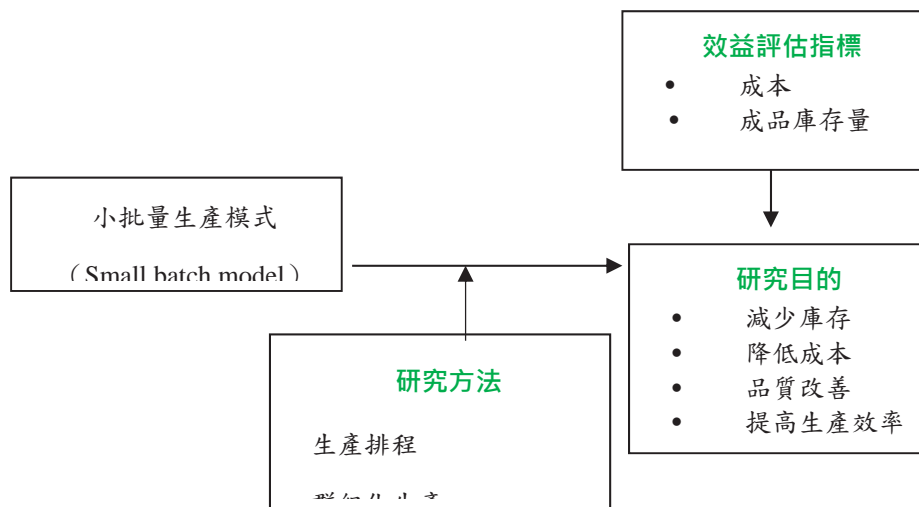 效益評估指標
• 成本
• 成品庫存量
小批量生產模式
（Small batch model）
研究目的
• 減少庫存
• 降低成本
• 品質改善
• 提高生產效率
研究方法
生產排程